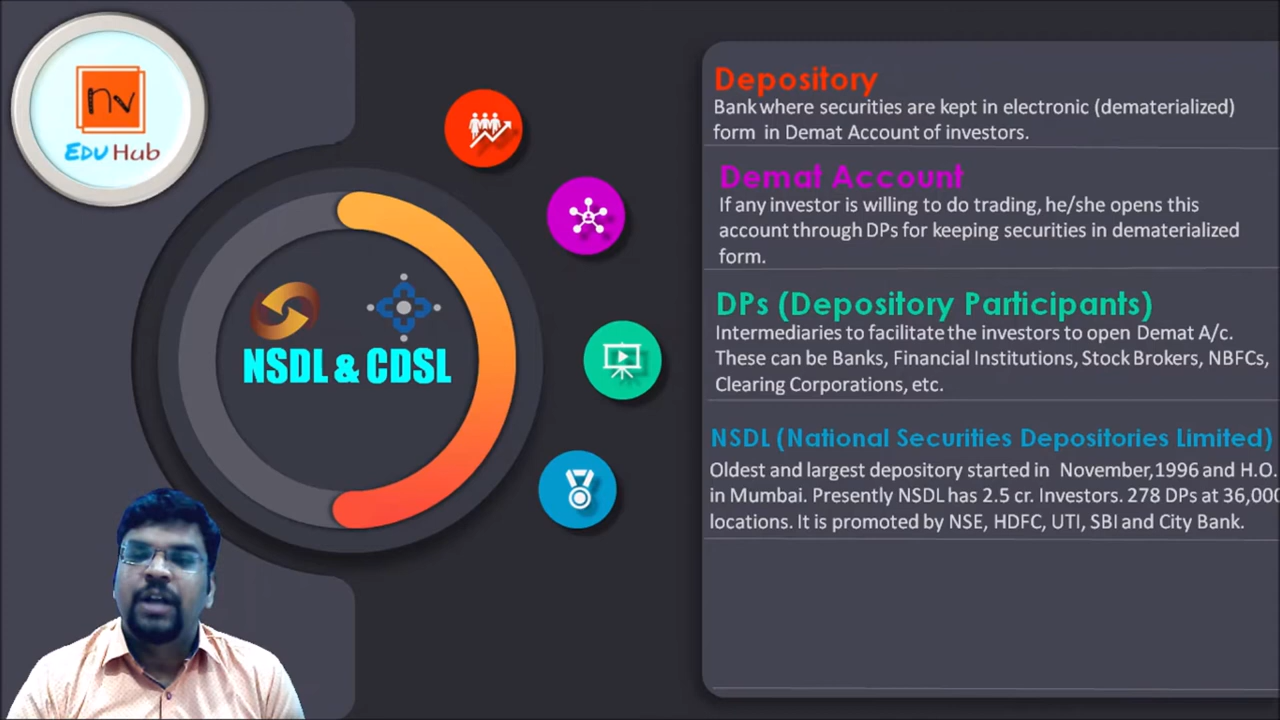 nv
EDU Hub
NSDL & CDSL
Depository
Bank where securities are kept in electronic (dematerialized)
form in Demat Account of investors.
Demat Account
If any investor is willing to do trading, he/she opens this
account through DPs for keeping securities in dematerialized
form.
DPs (Depository Participants)
Intermediaries to facilitate the investors to open Demat A/c.
These can be Banks, Financial Institutions, Stock Brokers, NBFCs,
Clearing Corporations, etc.
NSDL (National Securities Depositories Limited)
Oldest and largest depository started in November,1996 and H.O.
in Mumbai. Presently NSDL has 2.5 cr. Investors. 278 DPs at 36,000
locations. It is promoted by NSE, HDFC, UTI, SBI and City Bank.